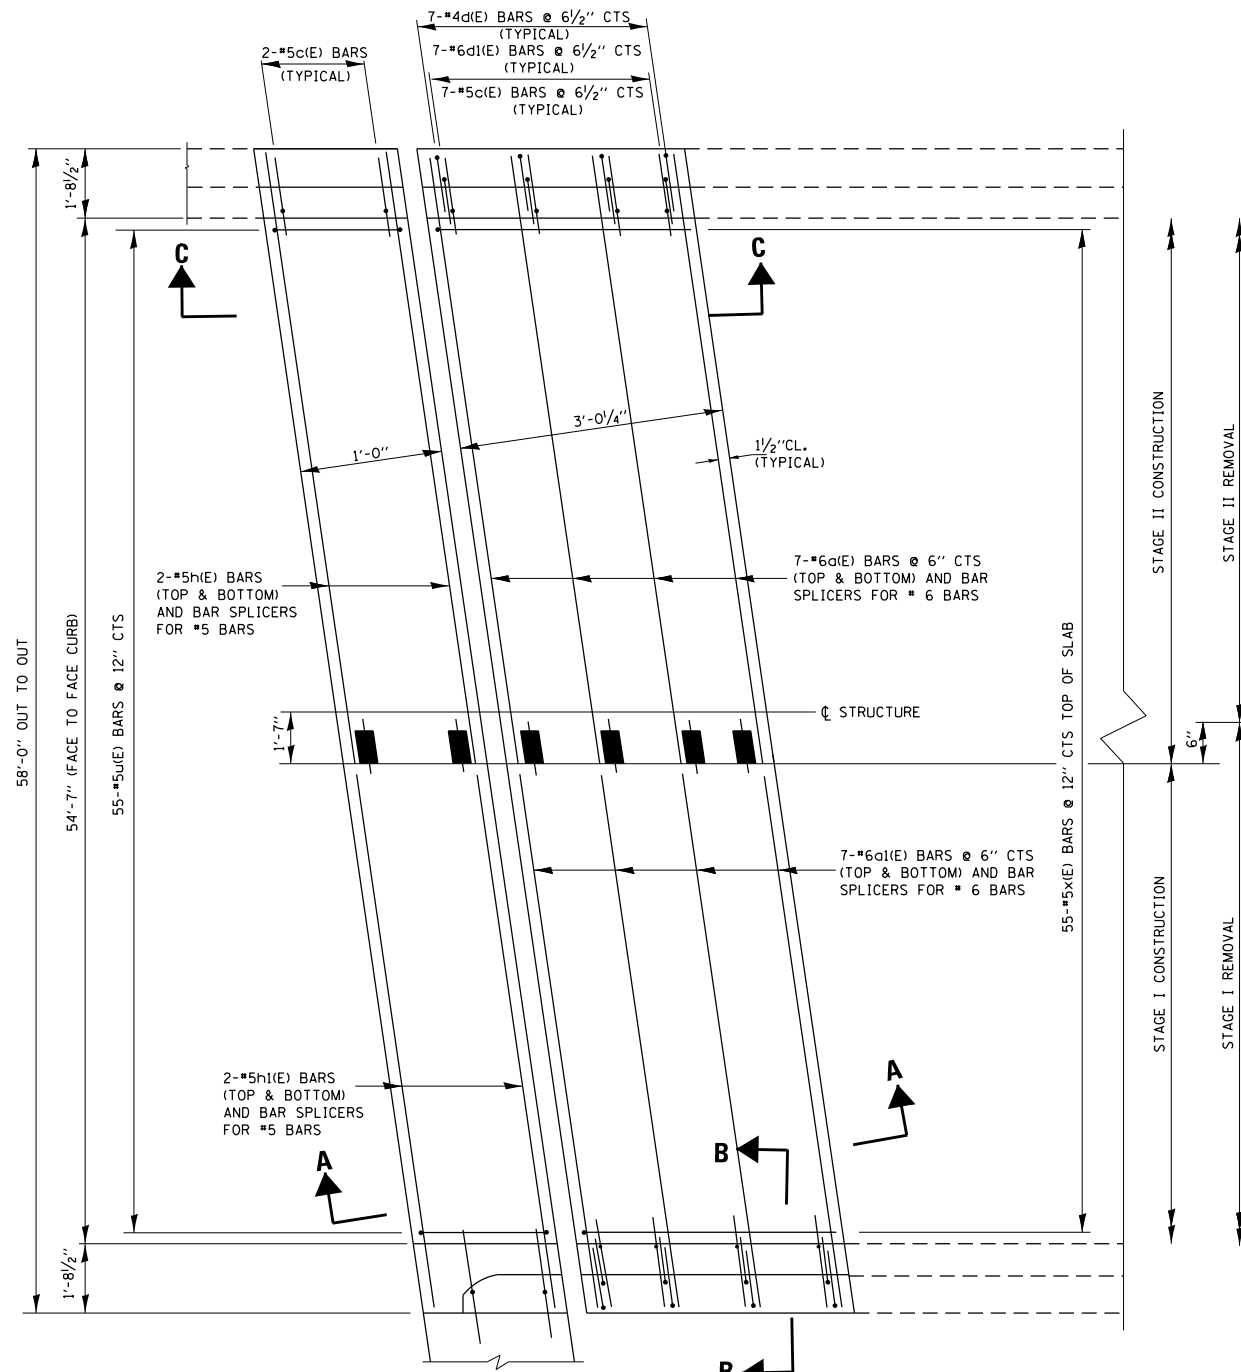 7-#4d(E) BARS @ 6½'' CTS
(TYPICAL)
2-#5c(E) BARS
(TYPICAL)
7-#6d1(E) BARS @ 6½'' CTS
(TYPICAL)
7-#5c(E) BARS @ 6½'' CTS
(TYPICAL)
1'-8½''
C
C
3'-0¼''
1'-0''
1½''CL.
(TYPICAL)
STAGE II CONSTRUCTION
STAGE II REMOVAL
2-#5h(E) BARS
(TOP & BOTTOM)
AND BAR SPLICERS
FOR #5 BARS
7-#6a(E) BARS @ 6'' CTS
(TOP & BOTTOM) AND BAR
SPLICERS FOR # 6 BARS
58'-0'' OUT TO OUT
54'-7'' (FACE TO FACE CURB)
55-#5u(E) BARS @ 12'' CTS
℄ STRUCTURE
1'-7''
6''
55-#5x(E) BARS @ 12'' CTS TOP OF SLAB
7-#6a1(E) BARS @ 6'' CTS
(TOP & BOTTOM) AND BAR
SPLICERS FOR # 6 BARS
STAGE I CONSTRUCTION
STAGE I REMOVAL
2-#5h1(E) BARS
(TOP & BOTTOM)
AND BAR SPLICERS
FOR #5 BARS
A
A
B
1'-8½''
B